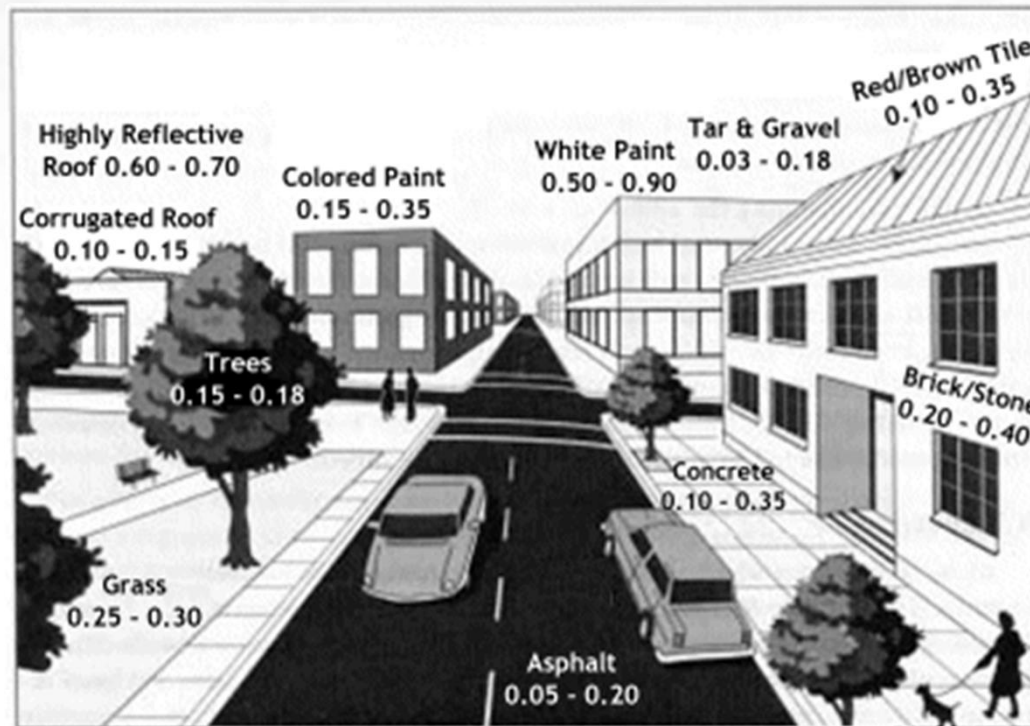 Red/Brown Tile
0.10 - 0.35
Highly Reflective
Roof 0.60 - 0.70
Tar & Gravel
0.03 - 0.18
White Paint
0.50 - 0.90
Colored Paint
0.15 - 0.35
Corrugated Roof
0.10 - 0.15
Trees
0.15 - 0.18
Brick/Stone
0.20 - 0.40
Concrete
0.10 - 0.35
Grass
0.25 - 0.30
Asphalt
0.05 - 0.20